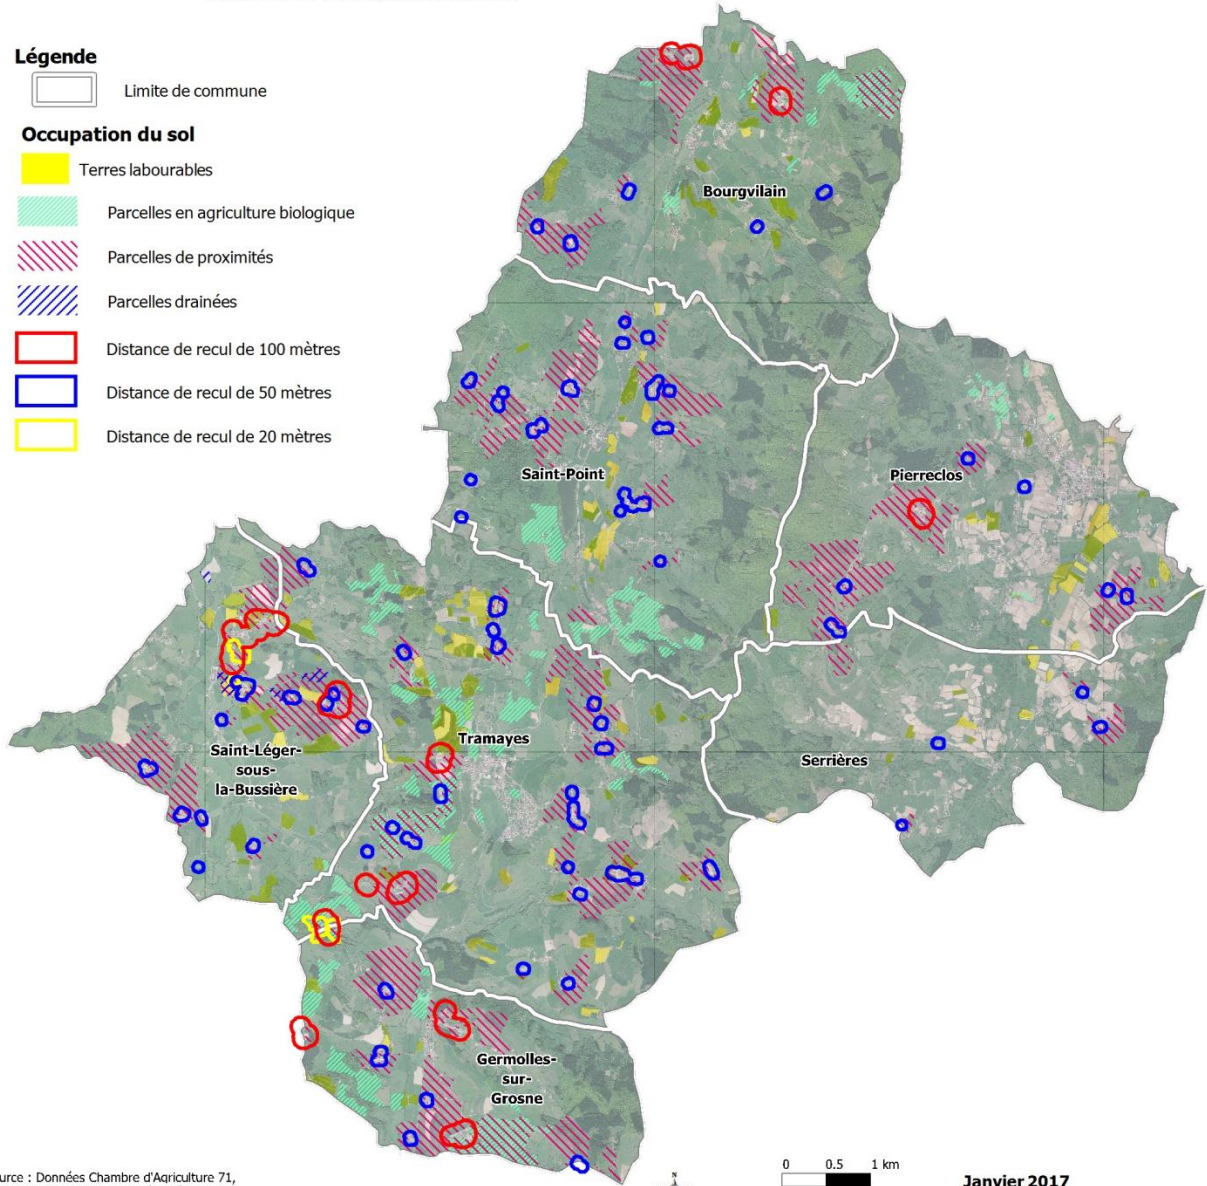 Légende
Limite de commune
Occupation du sol
Terres labourables
Parcelles en agriculture biologique
Parcelles de proximités
Parcelles drainées
Distance de recul de 100 mètres
Distance de recul de 50 mètres
Distance de recul de 20 mètres
Bourgvilain
Saint-Point
Pierreclos
Tramayes
Saint-Léger-
sous-
la-Bussière
Serrières
Germolles-
sur-
Grosne
urce : Données Chambre d'Agriculture 71,
N
0 0.5 1 km
Janvier 2017